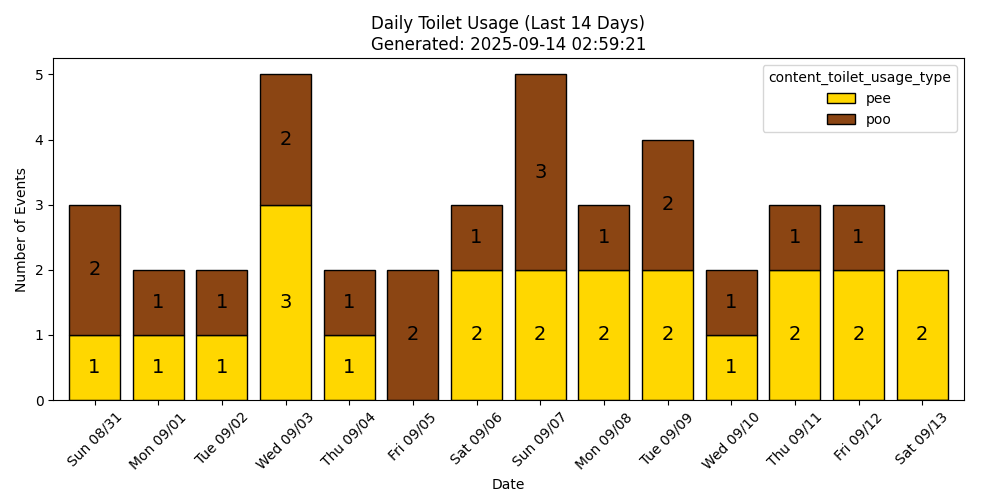 Daily Toilet Usage (Last 14 Days)
Generated: 2025-09-14 02:59:21
content_toilet_usage_type
pee
poo
Number of Events
5
4
3
2
1
0
2 1 1 2 1 2 1 3 1 2 1 1 1
1 1 1 3 1 2 2 2 2 1 2 2 2
Sun 08/31
Mon 09/01
Tue 09/02
Wed 09/03
Thu 09/04
Fri 09/05
Sat 09/06
Sun 09/07
Mon 09/08
Tue 09/09
Wed 09/10
Thu 09/11
Fri 09/12
Sat 09/13
Date